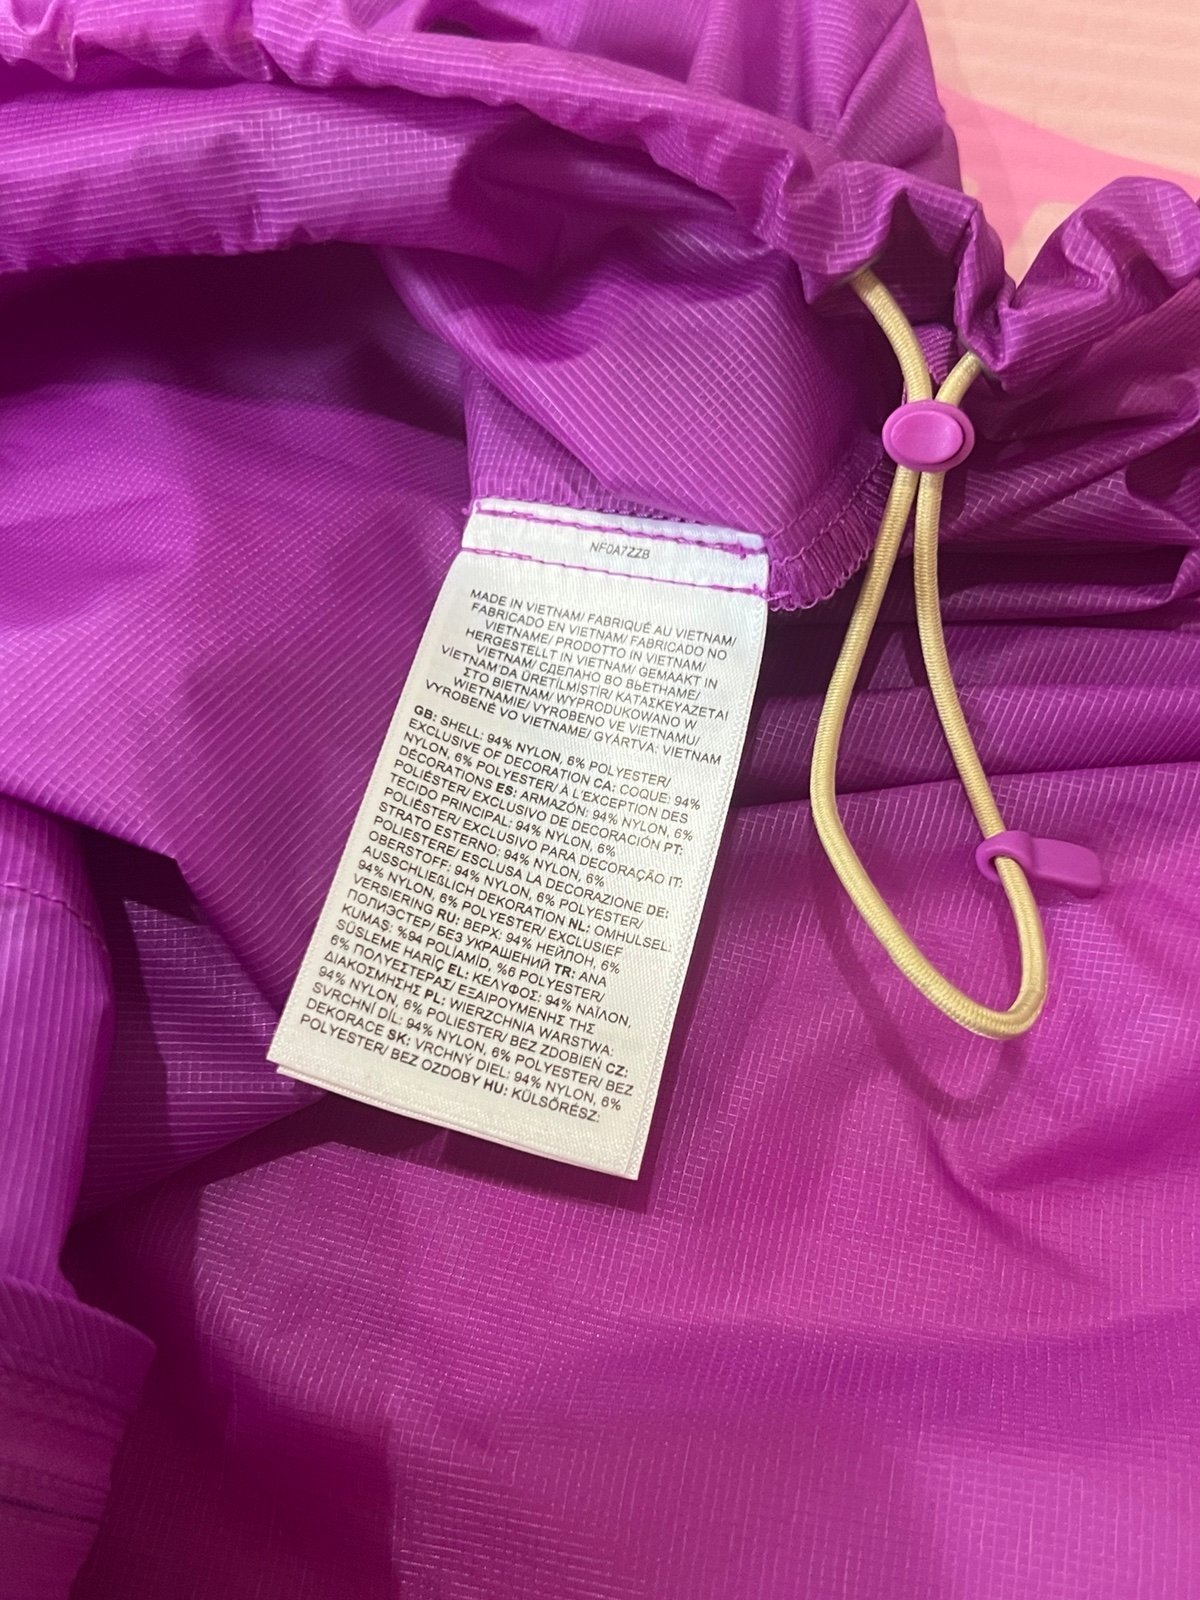 NF0A7ZZB
MADE IN VIETNAM/ FABRIQUÉ AU VIETNAM/
FABRICADO EN VIETNAM/ FABRICADO NO
VIETNAME/ PRODOTTO IN VIETNAM/
HERGESTELLT IN VIETNAM/ GEMAAKT IN
VIETNAM/ СДЕЛАНО ВО ВЬЕТНАМЕ/
VİETNAM'DA ÜRETİLMİŞTİR/ ΚΑΤΑΣΚΕΥΑΖΕΤΑΙ
ΣΤΟ ΒΙΕΤΝΑΜ/ WYPRODUKOWANO W
WIETNAMIE/ VYROBENO VE VIETNAMU/
VYROBENÉ VO VIETNAME/ GYÁRTVA: VIETNAM
GB: SHELL: 94% NYLON, 6% POLYESTER/
EXCLUSIVE OF DECORATION CA: COQUE: 94%
NYLON, 6% POLYESTER/ À L'EXCEPTION DES
DÉCORATIONS ES: ARMAZÓN: 94% NYLON, 6%
POLIÉSTER/ EXCLUSIVO DE DECORACIÓN PT:
TECIDO PRINCIPAL: 94% NYLON, 6%
POLIÉSTER/ EXCLUSIVO PARA DECORAÇÃO IT:
STRATO ESTERNO: 94% NYLON, 6%
POLIESTERE/ ESCLUSA LA DECORAZIONE DE:
OBERSTOFF: 94% NYLON, 6% POLYESTER/
AUSSCHLIEßLICH DEKORATION NL: OMHULSEL:
94% NYLON, 6% POLYESTER/ EXCLUSIEF
VERSIERING RU: ВЕРХ: 94% НЕЙЛОН, 6%
ПОЛИЭСТЕР/ БЕЗ УКРАШЕНИЙ TR: ANA
KUMAŞ: %94 POLİAMİD, %6 POLYESTER/
SÜSLEME HARİÇ EL: ΚΕΛΥΦΟΣ: 94% ΝΑΪΛΟΝ,
6% ΠΟΛΥΕΣΤΕΡΑΣ/ ΕΞΑΙΡΟΥΜΕΝΗΣ ΤΗΣ
ΔΙΑΚΟΣΜΗΣΗΣ PL: WIERZCHNIA WARSTWA:
94% NYLON, 6% POLIESTER/ BEZ ZDOBIEŃ CZ:
SVRCHNÍ DÍL: 94% NYLON, 6% POLYESTER/ BEZ
DEKORACE SK: VRCHNÝ DIEL: 94% NYLON, 6%
POLYESTER/ BEZ OZDOBY HU: KÜLSŐRÉSZ: